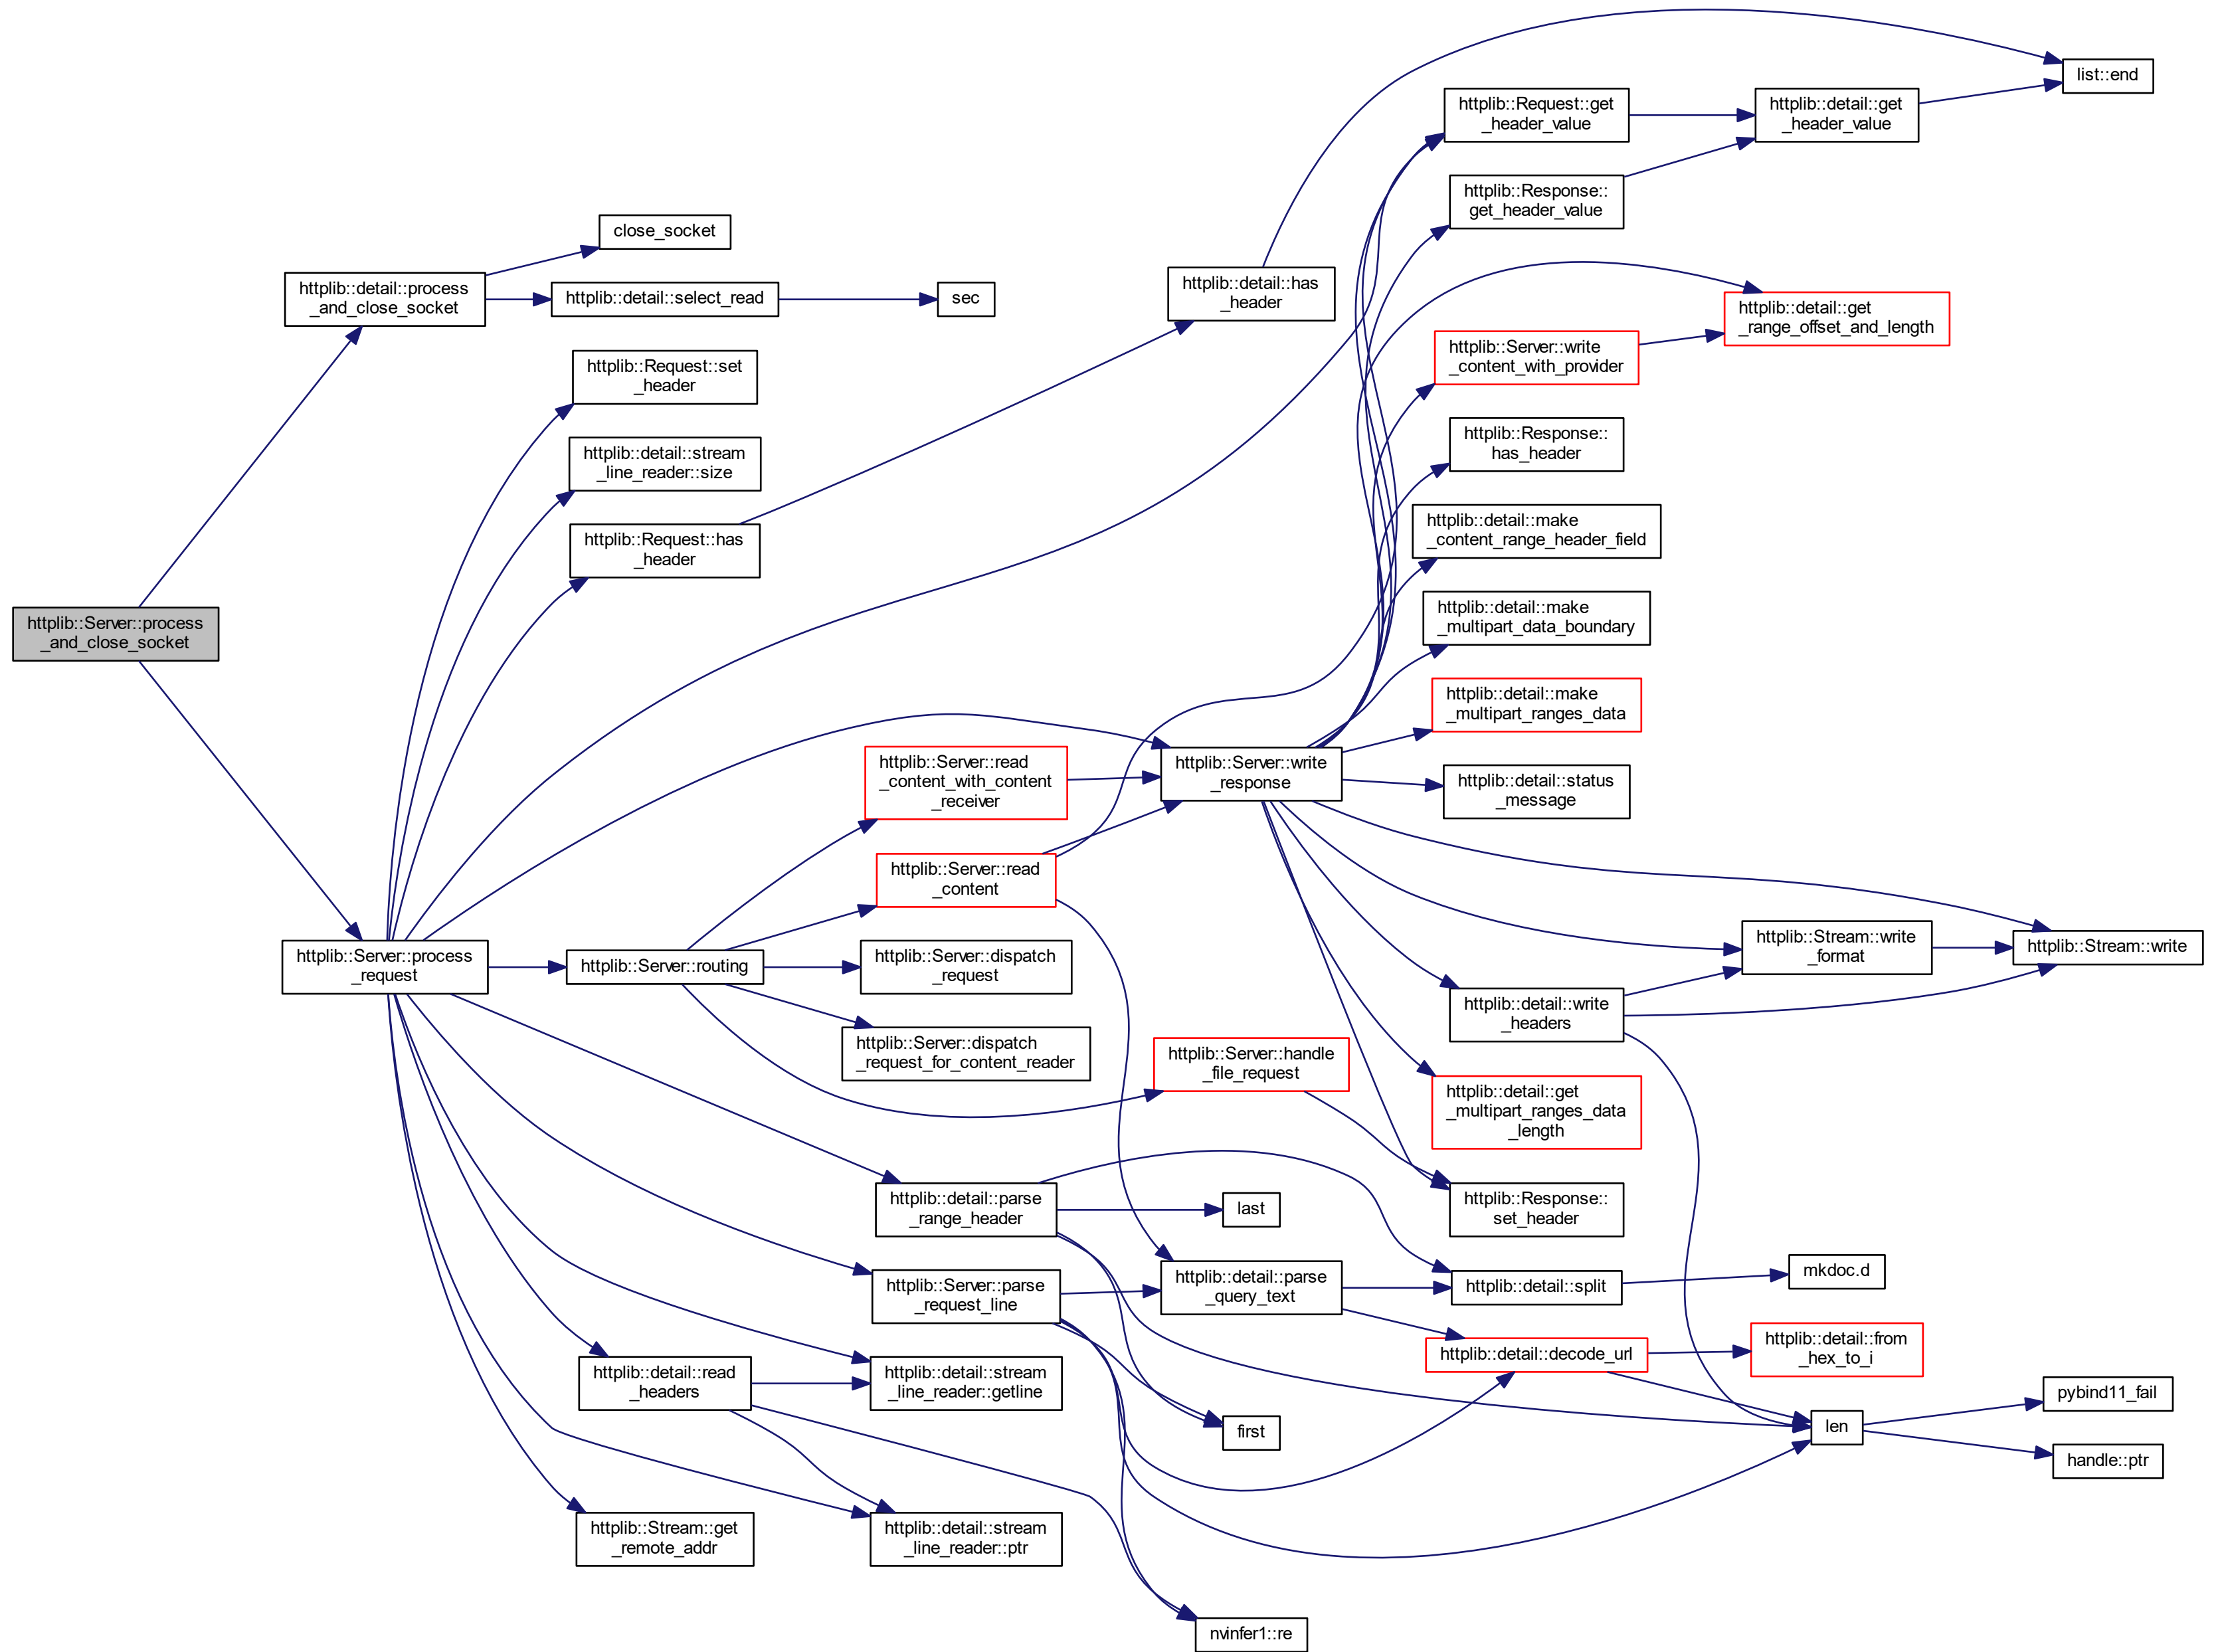 httplib::Server::process
_and_close_socket
httplib::detail::process
_and_close_socket
httplib::Server::process
_request
close_socket
httplib::detail::select_read
sec
httplib::Request::set
_header
httplib::detail::stream
_line_reader::size
httplib::Request::has
_header
httplib::Server::routing
httplib::detail::read
_headers
httplib::Stream::get
_remote_addr
httplib::Server::read
_content_with_content
_receiver
httplib::Server::read
_content
httplib::Server::dispatch
_request
httplib::Server::dispatch
_request_for_content_reader
httplib::detail::parse
_range_header
httplib::Server::parse
_request_line
httplib::detail::stream
_line_reader::getline
httplib::detail::stream
_line_reader::ptr
httplib::detail::has
_header
httplib::Server::write
_response
httplib::Server::handle
_file_request
last
httplib::detail::parse
_query_text
first
nvinfer1::re
httplib::Request::get
_header_value
httplib::Response::
get_header_value
httplib::Server::write
_content_with_provider
httplib::Response::
has_header
httplib::detail::make
_content_range_header_field
httplib::detail::make
_multipart_data_boundary
httplib::detail::make
_multipart_ranges_data
httplib::detail::status
_message
httplib::detail::write
_headers
httplib::detail::get
_multipart_ranges_data
_length
httplib::Response::
set_header
httplib::detail::split
httplib::detail::decode_url
httplib::detail::get
_header_value
httplib::detail::get
_range_offset_and_length
httplib::Stream::write
_format
mkdoc.d
httplib::detail::from
_hex_to_i
len
list::end
httplib::Stream::write
pybind11_fail
handle::ptr